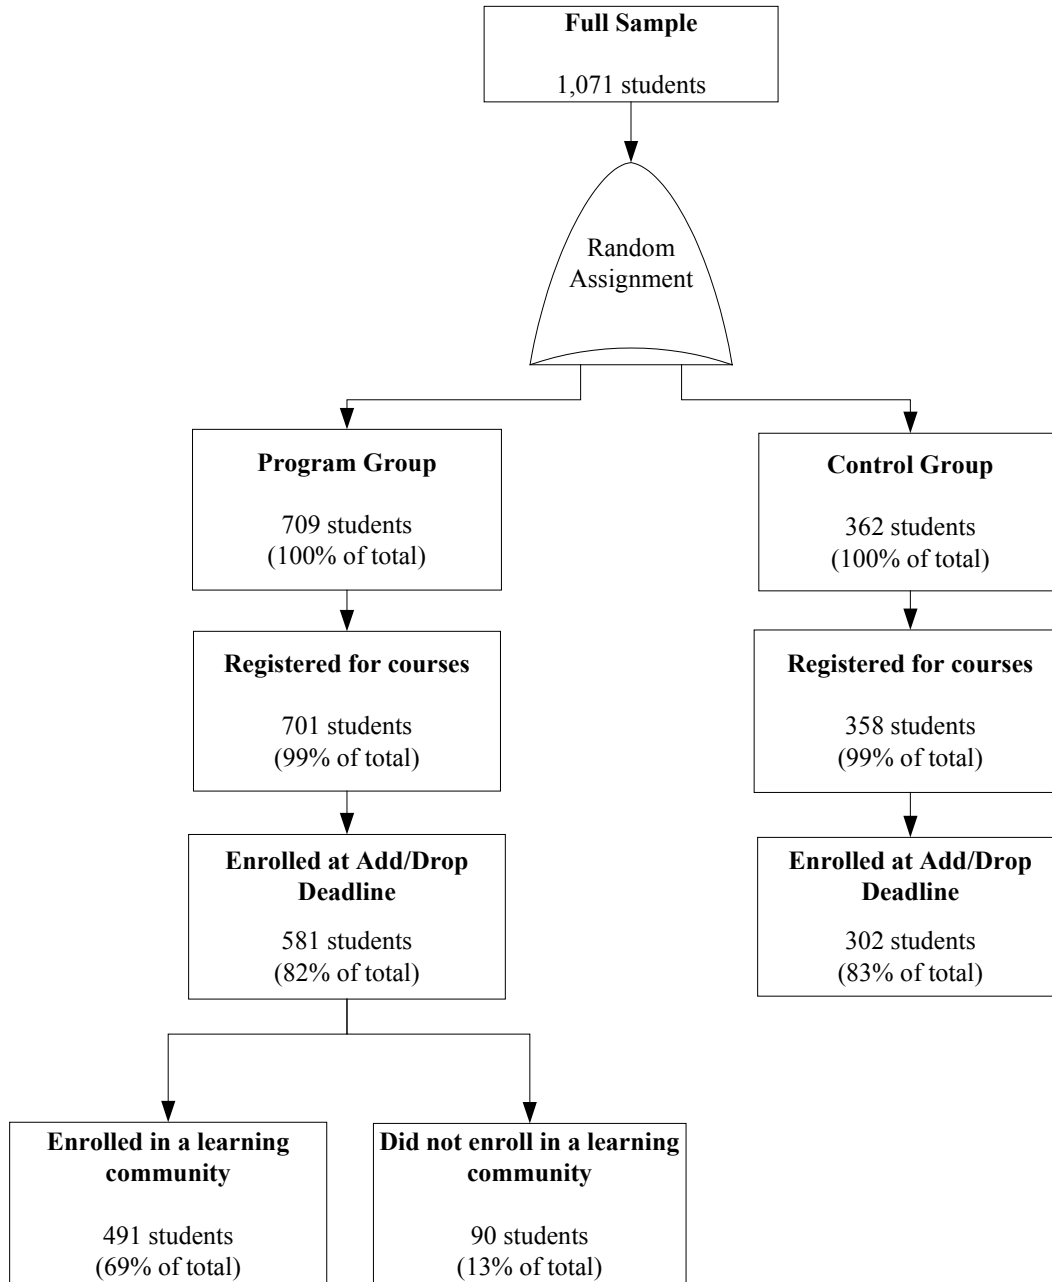 Full Sample
1,071 students
Random
Assignment
Program Group
709 students
(100% of total)
Control Group
362 students
(100% of total)
Registered for courses
701 students
(99% of total)
Registered for courses
358 students
(99% of total)
Enrolled at Add/Drop
Deadline
581 students
(82% of total)
Enrolled at Add/Drop
Deadline
302 students
(83% of total)
Enrolled in a learning
community
491 students
(69% of total)
Did not enroll in a learning
community
90 students
(13% of total)